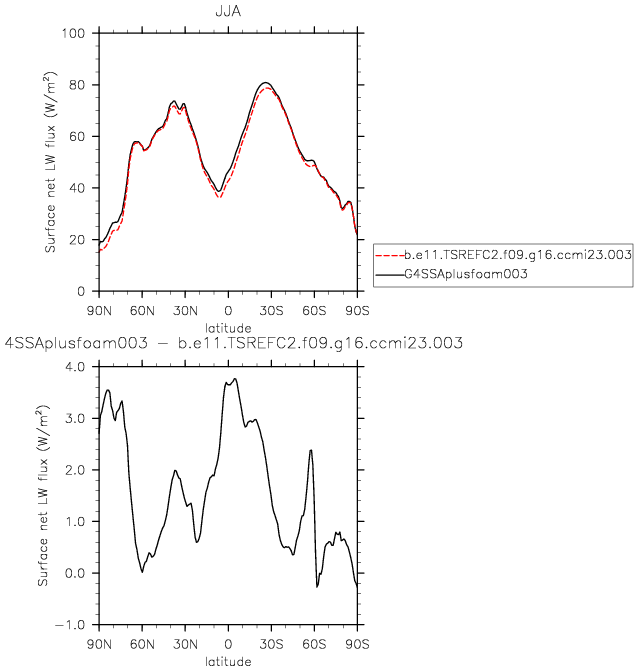 JJA
100
80
60
40
20
0
Surface net LW flux (W/m²)
90N 60N 30N 0 30S 60S 90S
latitude
b.e11.TSREFC2.f09.g16.ccmi23.003
G4SSAplusfoam003
4SSAplusfoam003 − b.e11.TSREFC2.f09.g16.ccmi23.003
4.0
3.0
2.0
1.0
0.0
−1.0
Surface net LW flux (W/m²)
90N 60N 30N 0 30S 60S 90S
latitude